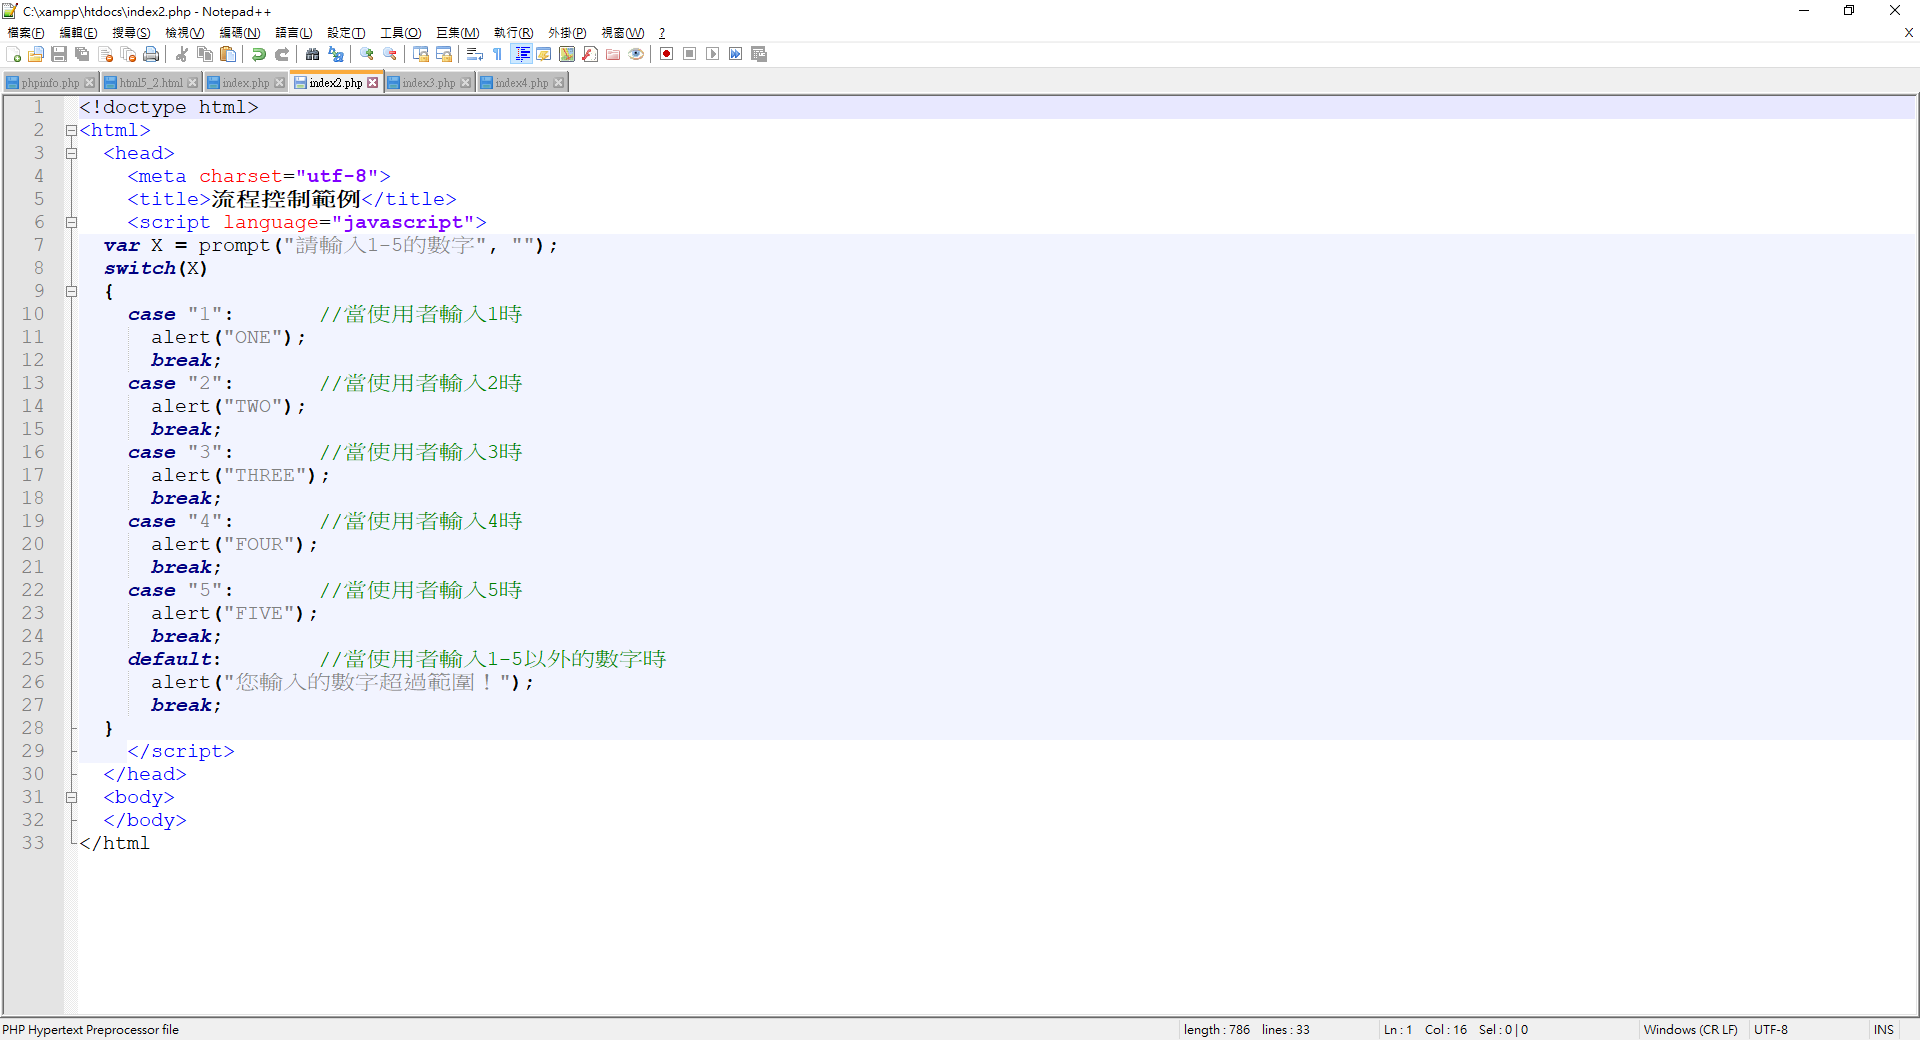 C:\xampp\htdocs\index2.php - Notepad++
檔案(F) 編輯(E) 搜尋(S) 檢視(V) 編碼(N) 語言(L) 設定(T) 工具(O) 巨集(M) 執行(R) 外掛(P) 視窗(W) ? X
phpinfo.php html5_2.html index.php index2.php index3.php index4.php
1 <!doctype html>
2 <html>
3 <head>
4 <meta charset="utf-8">
5 <title>流程控制範例</title>
6 <script language="javascript">
7 var X = prompt("請輸入1-5的數字", "");
8 switch(X)
9 {
10 case "1": //當使用者輸入1時
11 alert("ONE");
12 break;
13 case "2": //當使用者輸入2時
14 alert("TWO");
15 break;
16 case "3": //當使用者輸入3時
17 alert("THREE");
18 break;
19 case "4": //當使用者輸入4時
20 alert("FOUR");
21 break;
22 case "5": //當使用者輸入5時
23 alert("FIVE");
24 break;
25 default: //當使用者輸入1-5以外的數字時
26 alert("您輸入的數字超過範圍！");
27 break;
28 }
29 </script>
30 </head>
31 <body>
32 </body>
33 </html
PHP Hypertext Preprocessor file length : 786 lines : 33 Ln : 1 Col : 16 Sel : 0 | 0 Windows (CR LF) UTF-8 INS